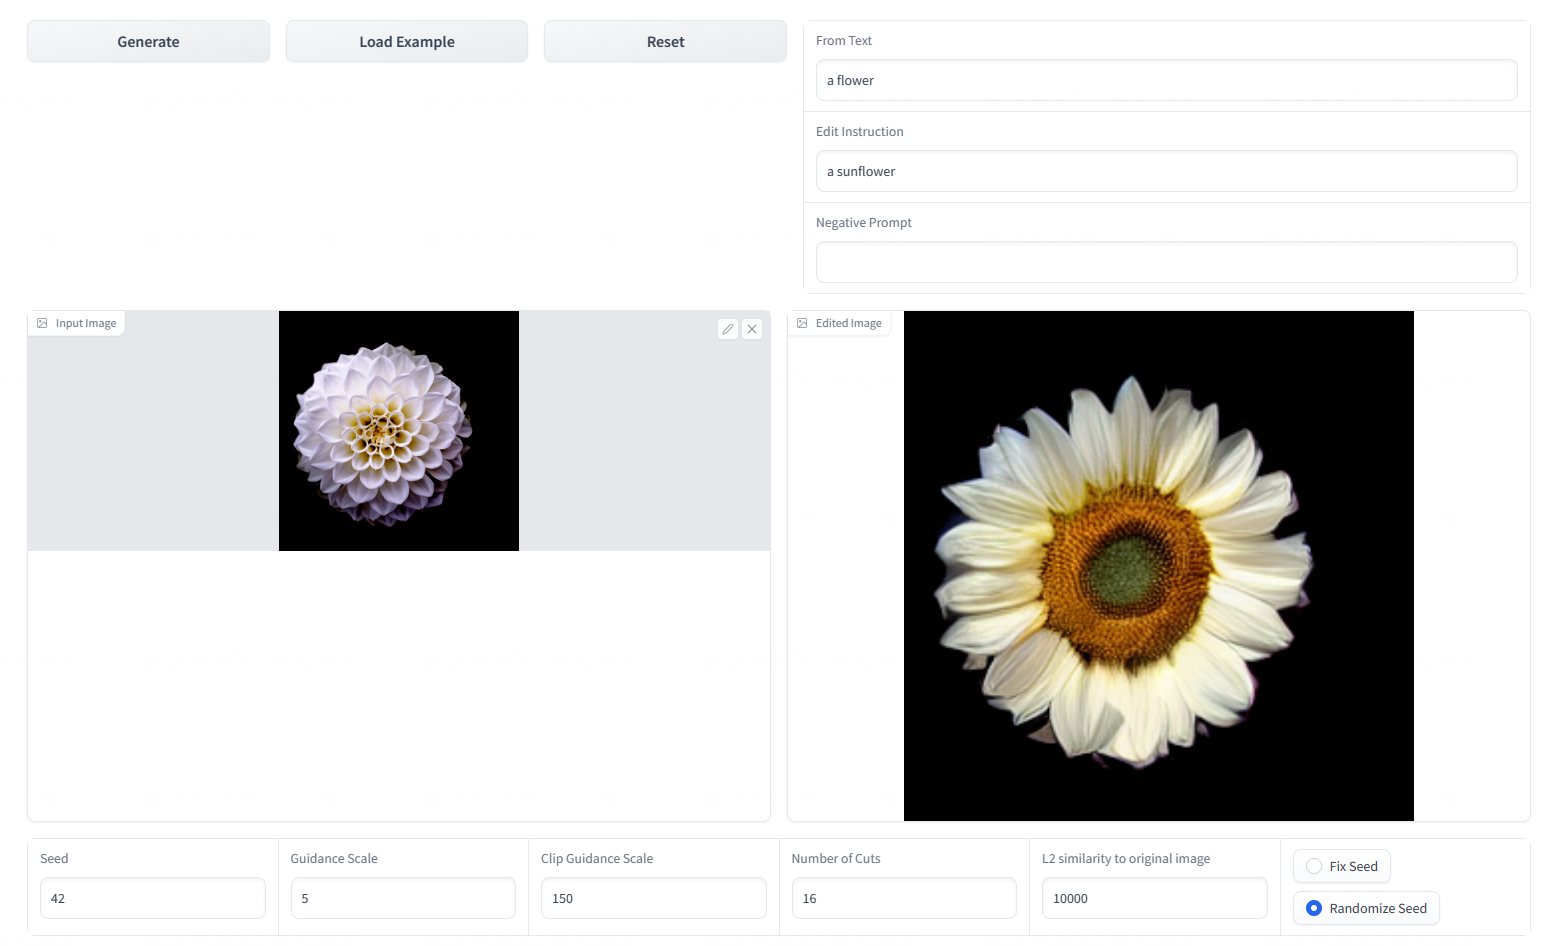 Generate
Load Example
Reset
From Text
a flower
Edit Instruction
a sunflower
Negative Prompt
Input Image
Edited Image
Seed
42
Guidance Scale
5
Clip Guidance Scale
150
Number of Cuts
16
L2 similarity to original image
10000
Fix Seed
Randomize Seed